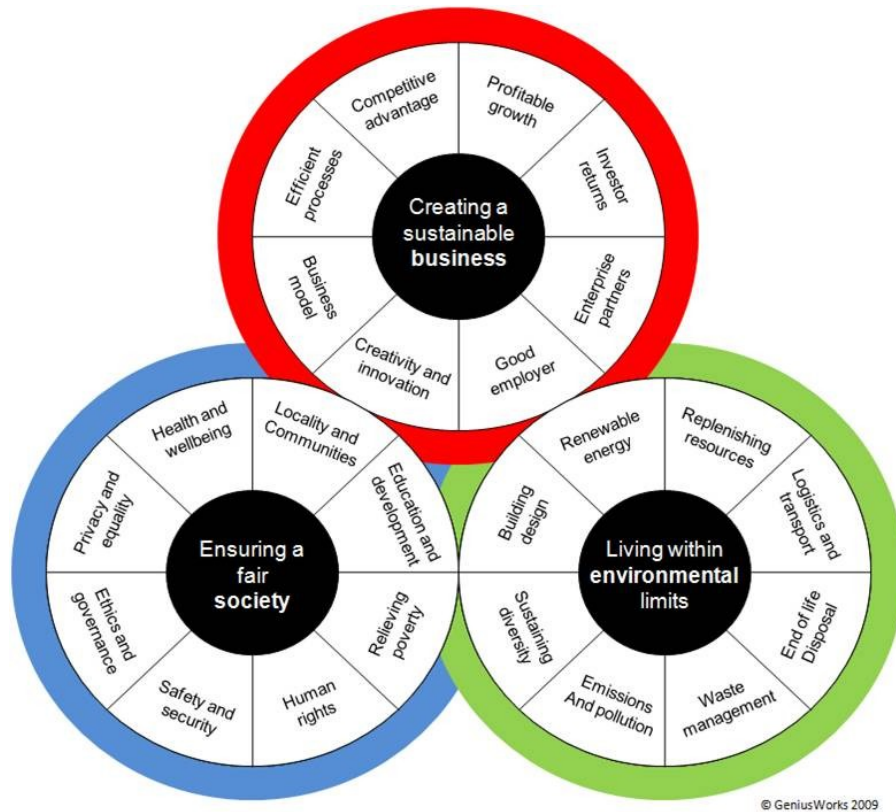 Competitive
advantage
Profitable
growth
Efficient
processes
Investor
returns
Creating a
sustainable
business
Business
model
Enterprise
partners
Creativity and
innovation
Good
employer
Health and
wellbeing
Locality and
Communities
Privacy and
equality
Education and
development
Ensuring a
fair
society
Ethics and
governance
Relieving
poverty
Safety and
security
Human
rights
Renewable
energy
Replenishing
resources
Building
design
Logistics and
transport
Living within
environmental
limits
Sustaining
diversity
End of life
Disposal
Emissions
And pollution
Waste
management
© GeniusWorks 2009